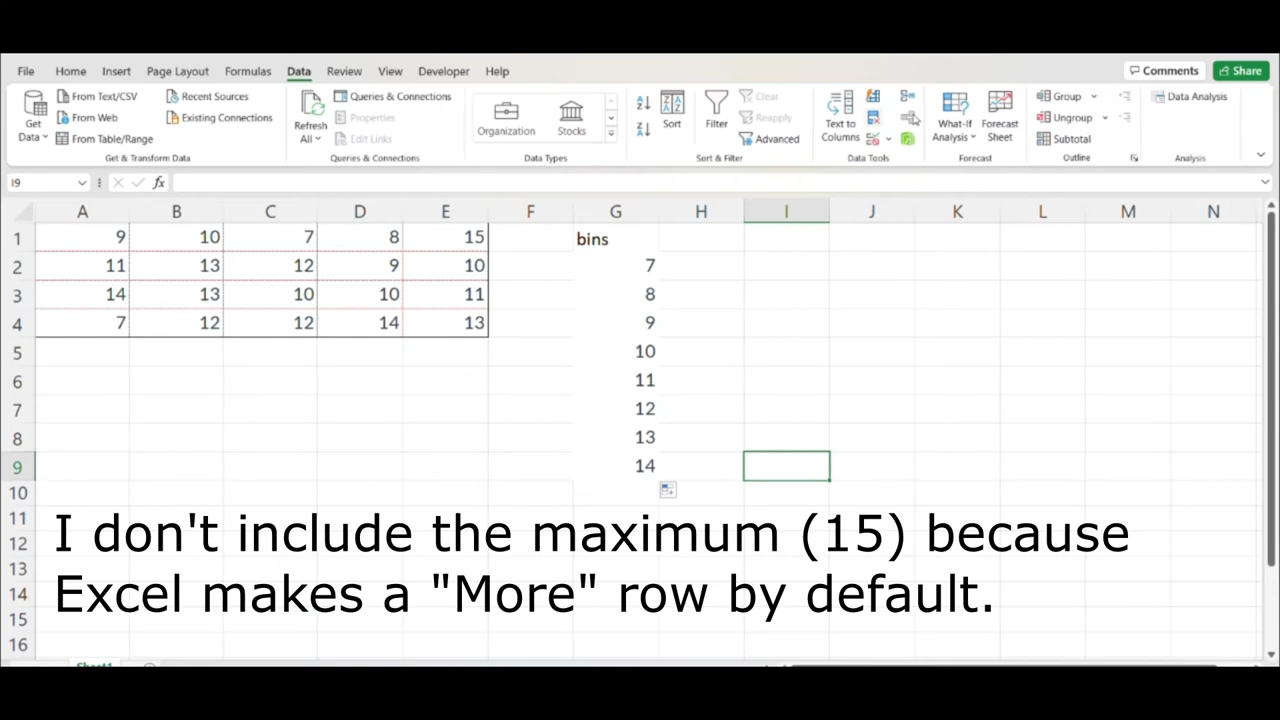 File Home Insert Page Layout Formulas Data Review View Developer Help Comments Share
From Text/CSV Recent Sources Queries & Connections Clear Group
Get Data From Web Existing Connections Refresh All Properties Organization Stocks Sort Filter Reapply Text to Columns What-If Analysis Forecast Sheet Ungroup Data Analysis
From Table/Range Edit Links Advanced Subtotal
Get & Transform Data Queries & Connections Data Types Sort & Filter Data Tools Forecast Outline Analysis
I9 fx
A B C D E F G H I J K L M N
1 9 10 7 8 15 bins
2 11 13 12 9 10 7
3 14 13 10 10 11 8
4 7 12 12 14 13 9
5 10
6 11
7 12
8 13
9 14
10
11
12
13
14
15
16
I don't include the maximum (15) because
Excel makes a "More" row by default.
Sheet1